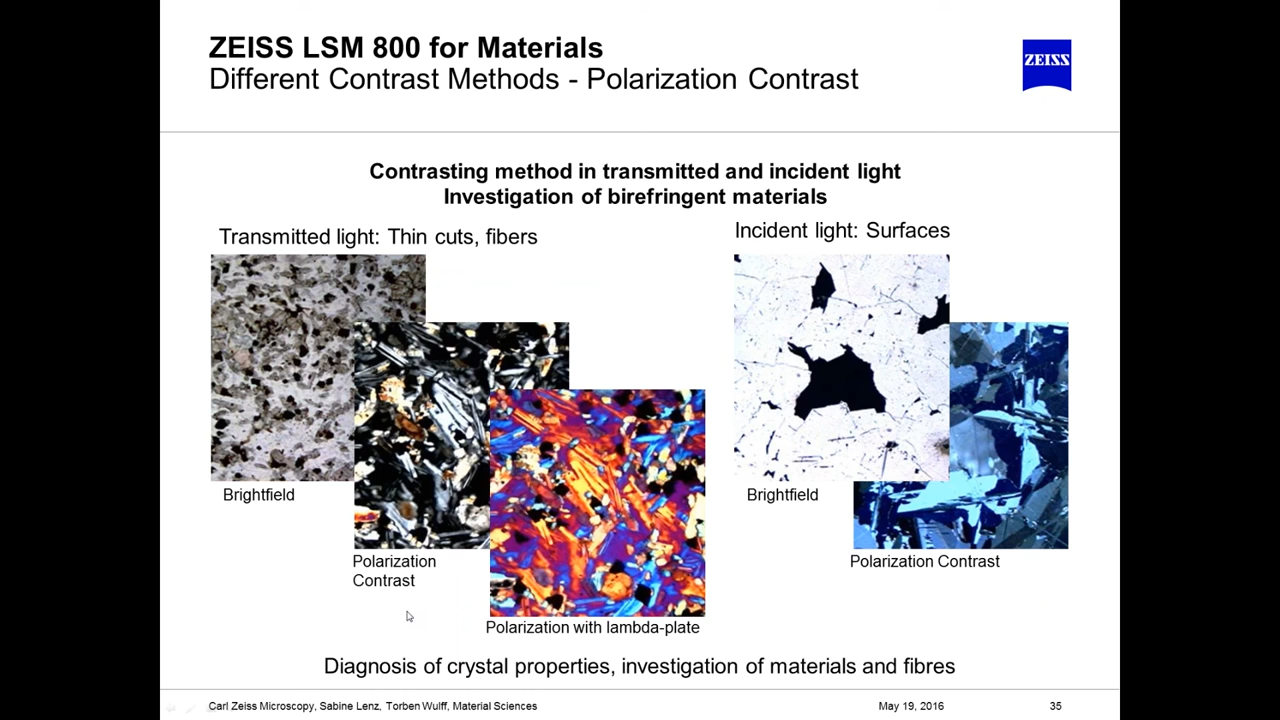 ZEISS LSM 800 for Materials
Different Contrast Methods - Polarization Contrast
ZEISS
Contrasting method in transmitted and incident light
Investigation of birefringent materials
Transmitted light: Thin cuts, fibers
Incident light: Surfaces
Brightfield
Polarization
Contrast
Polarization with lambda-plate
Brightfield
Polarization Contrast
Diagnosis of crystal properties, investigation of materials and fibres
Carl Zeiss Microscopy, Sabine Lenz, Torben Wulff, Material Sciences
May 19, 2016
35